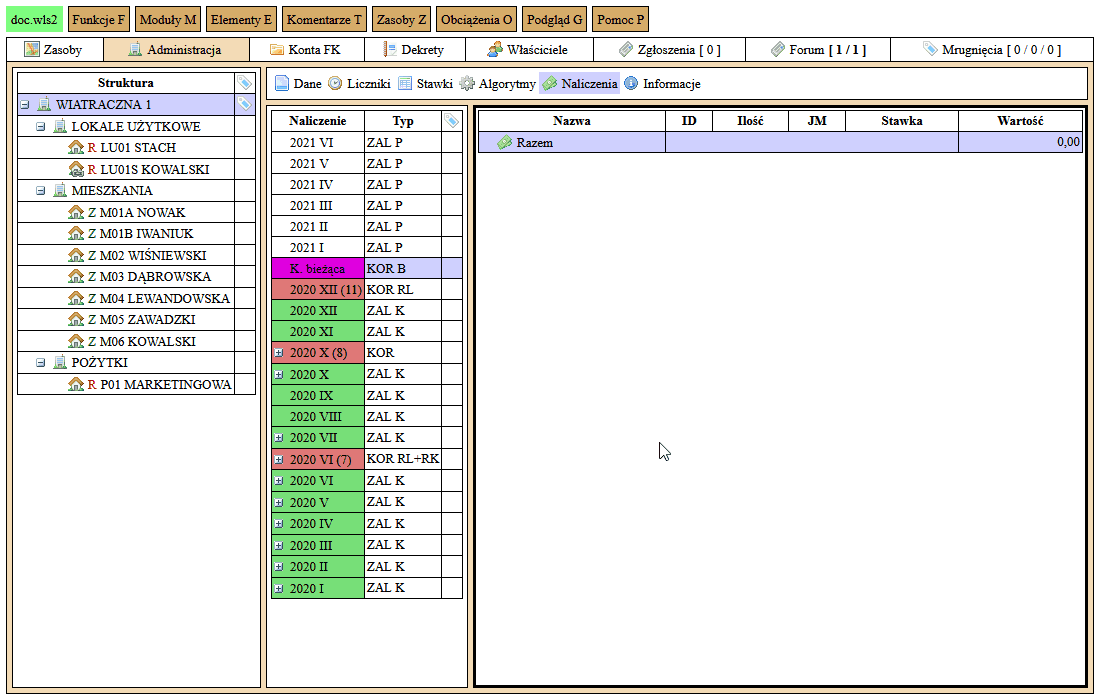 doc.wls2 Funkcje F Moduły M Elementy E Komentarze T Zasoby Z Obciążenia O Podgląd G Pomoc P
Zasoby Administracja Konta FK Dekrety Właściciele Zgłoszenia [ 0 ] Forum [ 1 / 1 ] Mrugnięcia [ 0 / 0 / 0 ]
Struktura
WIATRACZNA 1
LOKALE UŻYTKOWE
R LU01 STACH
R LU01S KOWALSKI
MIESZKANIA
Z M01A NOWAK
Z M01B IWANIUK
Z M02 WIŚNIEWSKI
Z M03 DĄBROWSKA
Z M04 LEWANDOWSKA
Z M05 ZAWADZKI
Z M06 KOWALSKI
POŻYTKI
R P01 MARKETINGOWA
Dane Liczniki Stawki Algorytmy Naliczenia Informacje
Naliczenie Typ
2021 VI ZAL P
2021 V ZAL P
2021 IV ZAL P
2021 III ZAL P
2021 II ZAL P
2021 I ZAL P
K. bieżąca KOR B
2020 XII (11) KOR RL
2020 XII ZAL K
2020 XI ZAL K
2020 X (8) KOR
2020 X ZAL K
2020 IX ZAL K
2020 VIII ZAL K
2020 VII ZAL K
2020 VI (7) KOR RL+RK
2020 VI ZAL K
2020 V ZAL K
2020 IV ZAL K
2020 III ZAL K
2020 II ZAL K
2020 I ZAL K
Nazwa ID Ilość JM Stawka Wartość
Razem 0,00